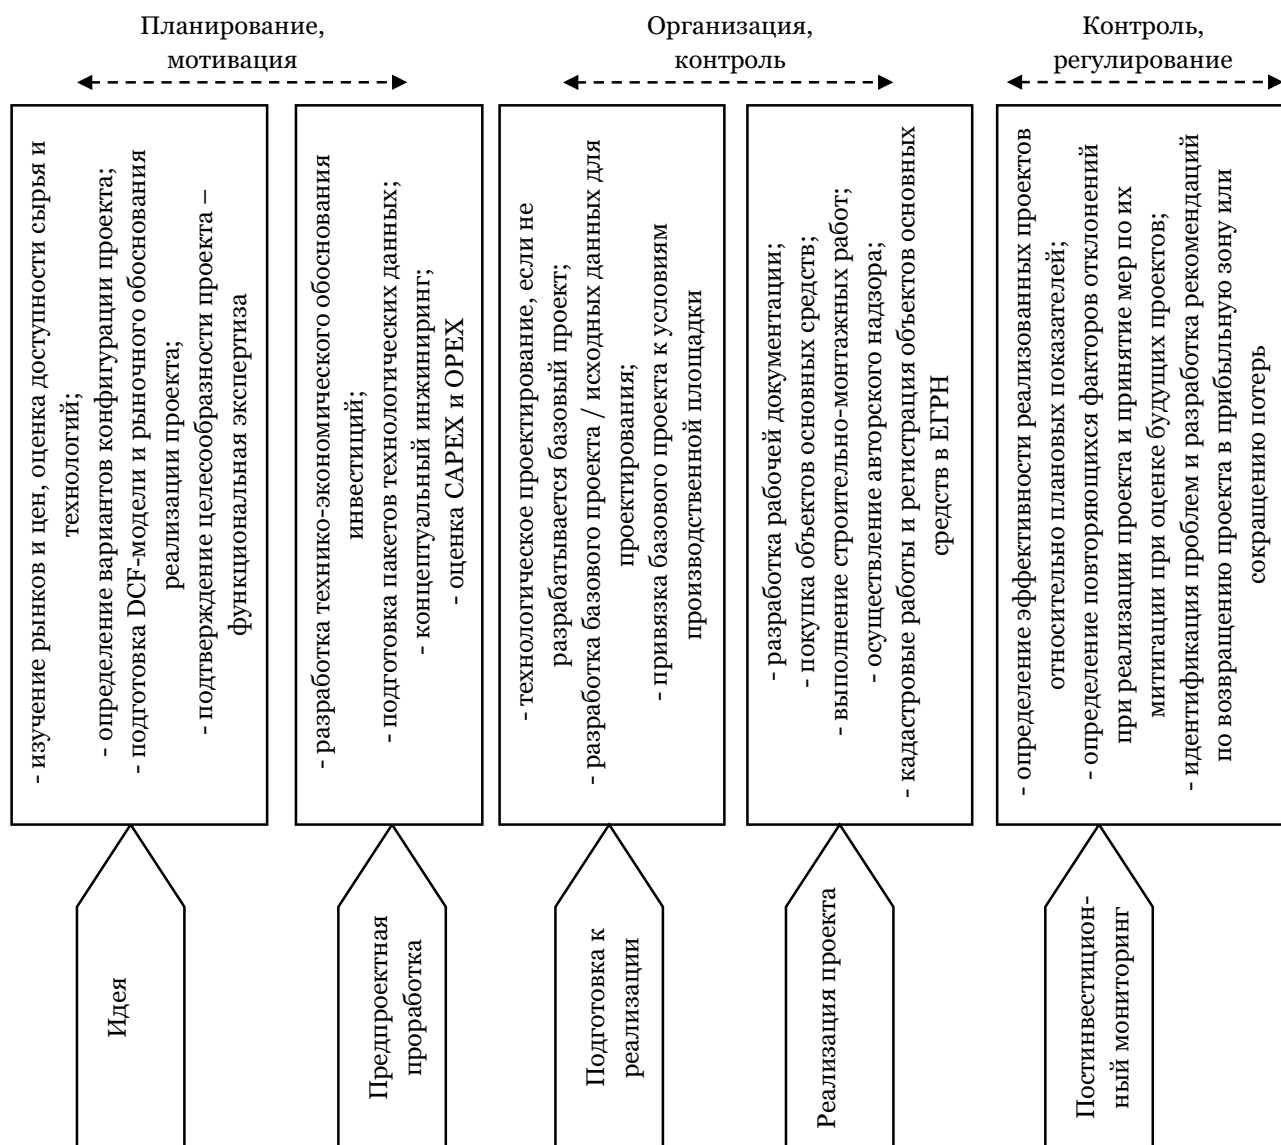 Планирование,
мотивация
Организация,
контроль
Контроль,
регулирование
- изучение рынков и цен, оценка доступности сырья и
технологий;
- определение вариантов конфигурации проекта;
- подготовка DCF-модели и рыночного обоснования
реализации проекта;
- подтверждение целесообразности проекта –
функциональная экспертиза
- разработка технико-экономического обоснования
инвестиций;
- подготовка пакетов технологических данных;
- концептуальный инжиниринг;
- оценка CAPEX и OPEX
- технологическое проектирование, если не
разрабатывается базовый проект;
- разработка базового проекта / исходных данных для
проектирования;
- привязка базового проекта к условиям
производственной площадки
- разработка рабочей документации;
- покупка объектов основных средств;
- выполнение строительно-монтажных работ;
- осуществление авторского надзора;
- кадастровые работы и регистрация объектов основных
средств в ЕГРН
- определение эффективности реализованных проектов
относительно плановых показателей;
- определение повторяющихся факторов отклонений
при реализации проекта и принятие мер по их
митигации при оценке будущих проектов;
- идентификация проблем и разработка рекомендаций
по возвращению проекта в прибыльную зону или
сокращению потерь
Идея
Предпроектная
проработка
Подготовка к
реализации
Реализация проекта
Постинвестицион-
ный мониторинг